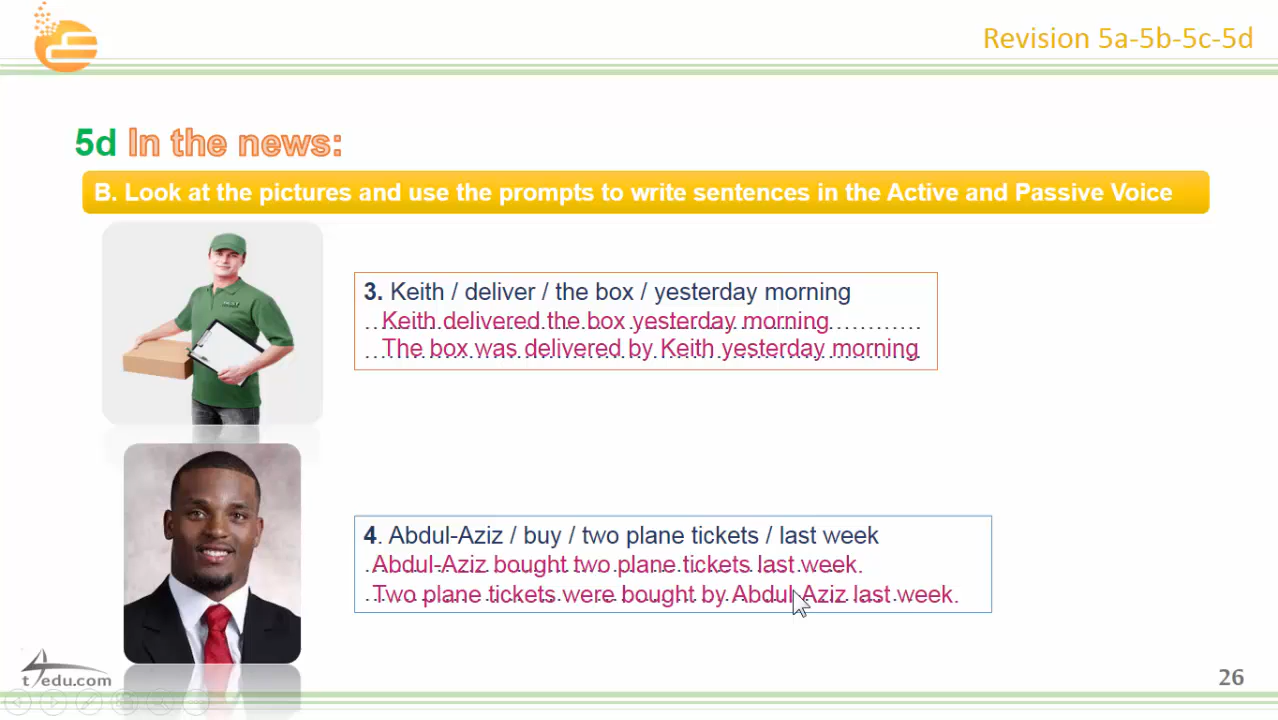 Revision 5a-5b-5c-5d
5d In the news:
B. Look at the pictures and use the prompts to write sentences in the Active and Passive Voice
3. Keith / deliver / the box / yesterday morning
Keith delivered the box yesterday morning
The box was delivered by Keith yesterday morning
4. Abdul-Aziz / buy / two plane tickets / last week
Abdul-Aziz bought two plane tickets last week.
Two plane tickets were bought by Abdul-Aziz last week.
edu.com
26